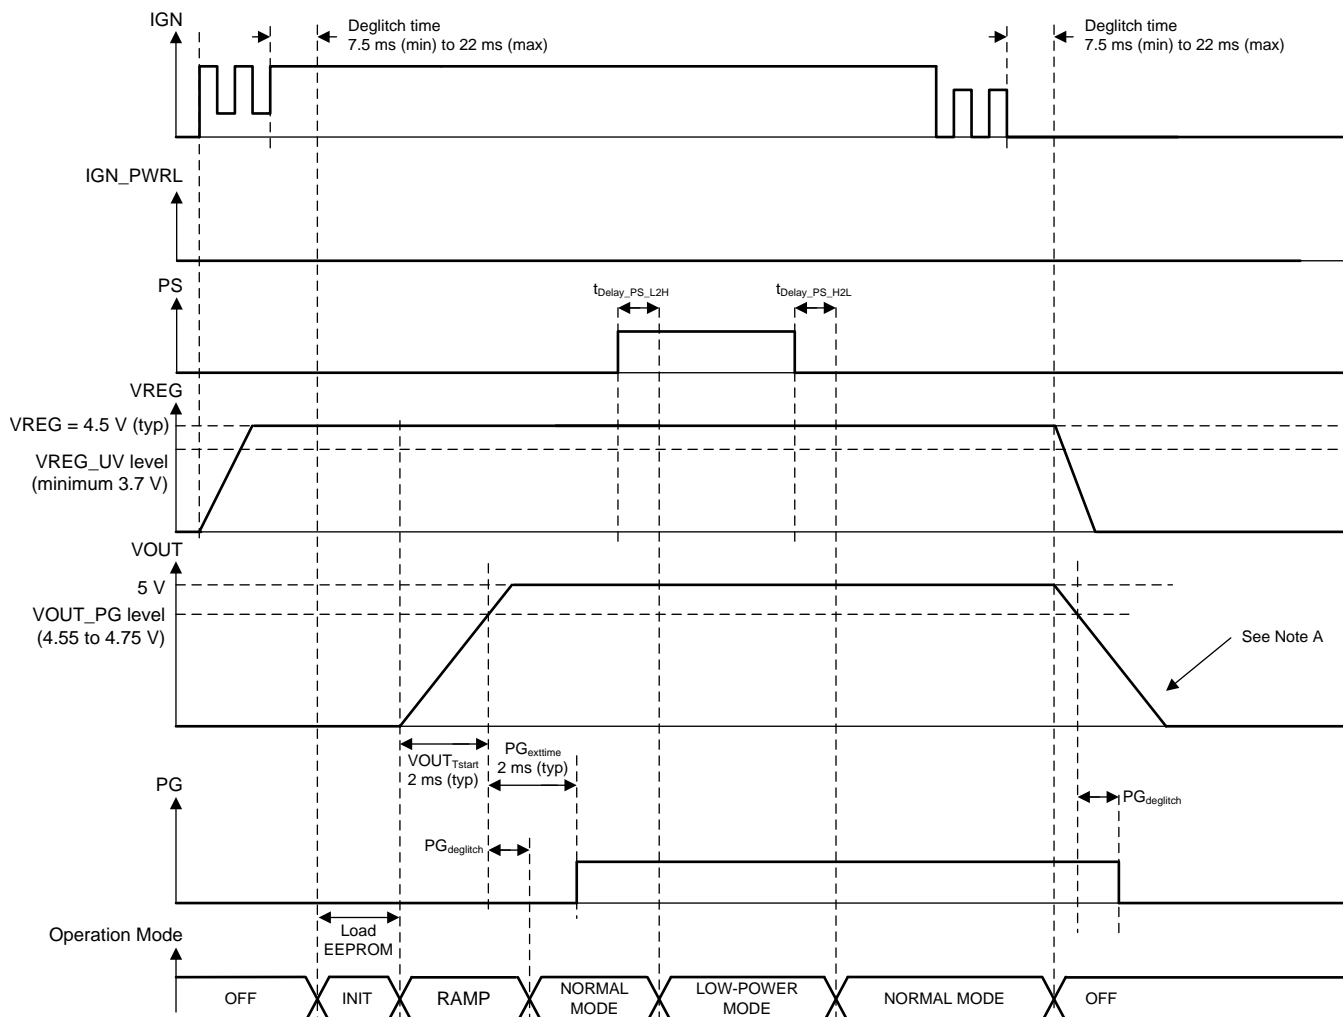 IGN
Deglitch time
7.5 ms (min) to 22 ms (max)
Deglitch time
7.5 ms (min) to 22 ms (max)
IGN_PWRL
PS
tDelay_PS_L2H
tDelay_PS_H2L
VREG
VREG = 4.5 V (typ)
VREG_UV level
(minimum 3.7 V)
VOUT
5 V
VOUT_PG level
(4.55 to 4.75 V)
See Note A
VOUTTstart
2 ms (typ)
PGexttime
2 ms (typ)
PG
PGdeglitch
PGdeglitch
Load
EEPROM
Operation Mode
OFF
INIT
RAMP
NORMAL
MODE
LOW-POWER
MODE
NORMAL MODE
OFF